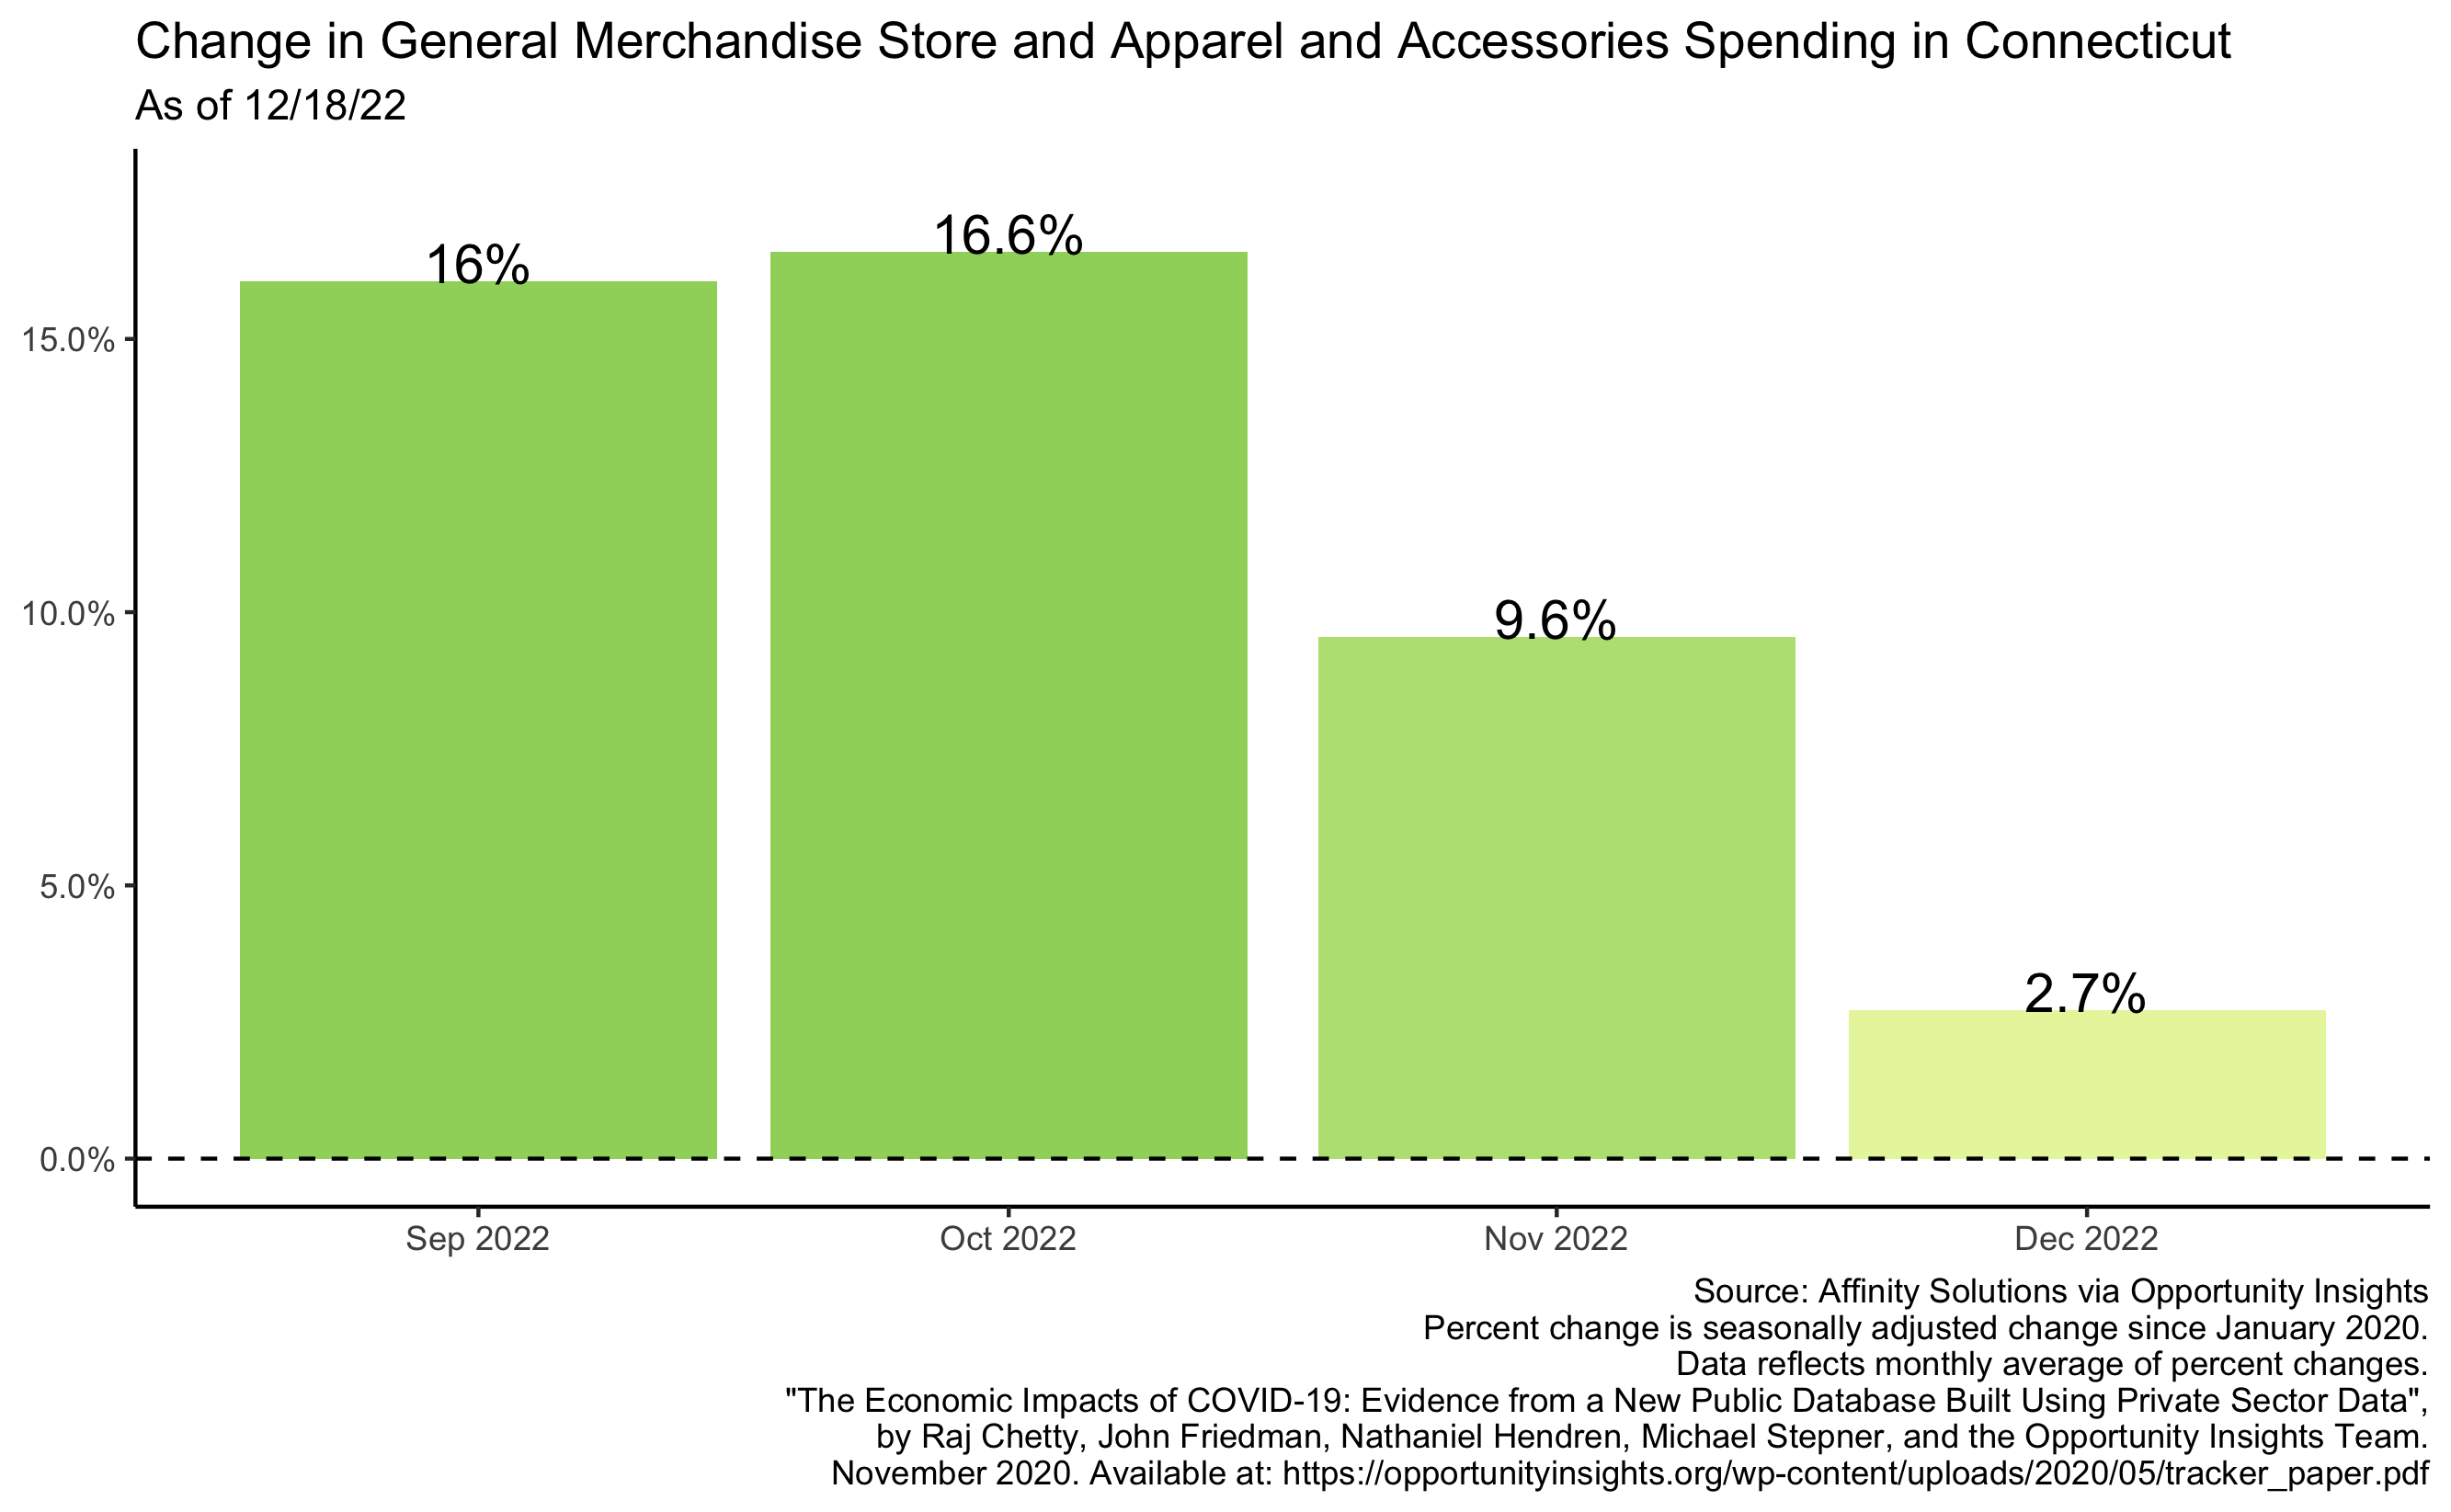 Change in General Merchandise Store and Apparel and Accessories Spending in Connecticut
As of 12/18/22
16%
16.6%
15.0%
9.6%
10.0%
5.0%
2.7%
0.0%
Sep 2022
Oct 2022
Nov 2022
Dec 2022
Source: Affinity Solutions via Opportunity Insights
Percent change is seasonally adjusted change since January 2020.
Data reflects monthly average of percent changes.
"The Economic Impacts of COVID-19: Evidence from a New Public Database Built Using Private Sector Data",
by Raj Chetty, John Friedman, Nathaniel Hendren, Michael Stepner, and the Opportunity Insights Team.
November 2020. Available at: https://opportunityinsights.org/wp-content/uploads/2020/05/tracker_paper.pdf